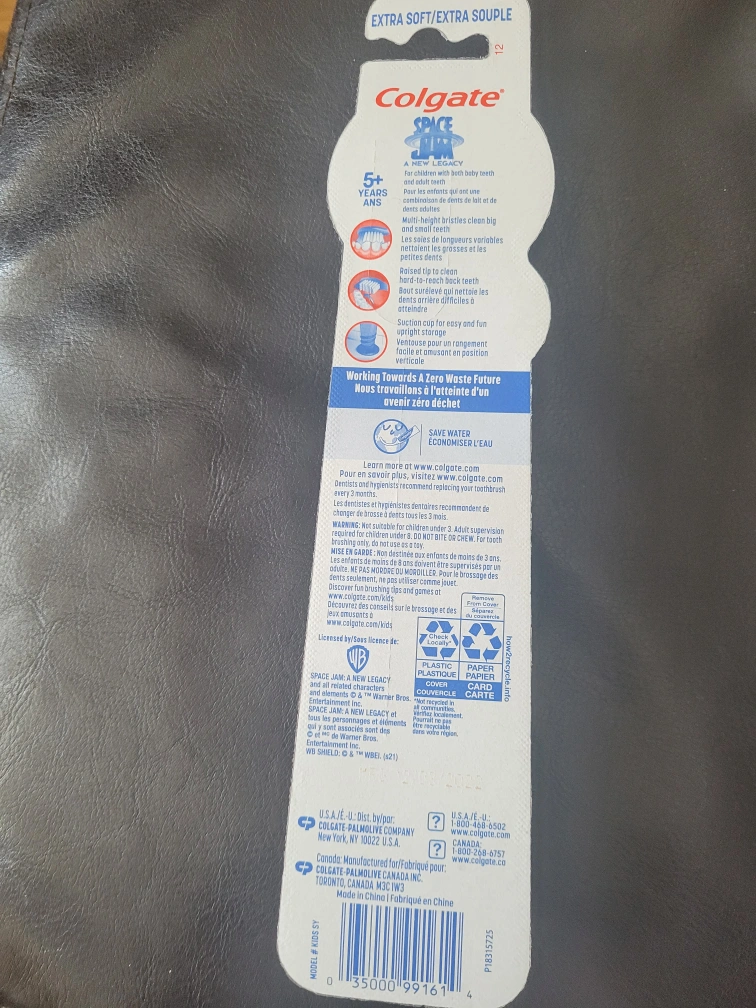 EXTRA SOFT/EXTRA SOUPLE
12
Colgate®
SPACE
JAM
A NEW LEGACY
5+
YEARS
ANS
For children with both baby teeth
and adult teeth
Pour les enfants qui ont une
combinaison de dents de lait et de
dents adultes
Multi-height bristles clean big
and small teeth
Les soies de longueurs variables
nettoient les grosses et les
petites dents
Raised tip to clean
hard-to-reach back teeth
Bout surélevé qui nettoie les
dents arrière difficiles à
atteindre
Suction cup for easy and fun
upright storage
Ventouse pour un rangement
facile et amusant en position
verticale
Working Towards A Zero Waste Future
Nous travaillons à l'atteinte d'un
avenir zéro déchet
SAVE WATER
ÉCONOMISER L'EAU
Learn more at www.colgate.com
Pour en savoir plus, visitez www.colgate.com
Dentists and hygienists recommend replacing your toothbrush
every 3 months.
Les dentistes et hygiénistes dentaires recommandent de
changer de brosse à dents tous les 3 mois.
WARNING: Not suitable for children under 3. Adult supervision
required for children under 8. DO NOT BITE OR CHEW. For tooth
brushing only, do not use as a toy.
MISE EN GARDE : Non destinée aux enfants de moins de 3 ans.
Les enfants de moins de 8 ans doivent être supervisés par un
adulte. NE PAS MORDRE OU MORDILLER. Pour le brossage des
dents seulement, ne pas utiliser comme jouet.
Discover fun brushing tips and games at
www.colgate.com/kids
Découvrez des conseils sur le brossage et des
jeux amusants à
www.colgate.com/kids
Remove
From Cover
Séparez
du couvercle
Check
Locally*
PLASTIC
PLASTIQUE
PAPER
PAPIER
COVER
COUVERCLE
CARD
CARTE
how2recycle.info
*Not recycled in
all communities.
Vérifiez localement.
Pourrait ne pas
être recyclable
dans votre région.
Licensed by/Sous licence de:
WB
SPACE JAM: A NEW LEGACY
and all related characters
and elements © & ™ Warner Bros.
Entertainment Inc.
SPACE JAM: A NEW LEGACY et
tous les personnages et éléments
qui y sont associés sont des
© et MC de Warner Bros.
Entertainment Inc.
WB SHIELD: © & ™ WBEI. (s21)
U.S.A./É.-U.: Dist. by/par:
COLGATE-PALMOLIVE COMPANY
New York, NY 10022 U.S.A.
? U.S.A./É.-U.:
1-800-468-6502
www.colgate.com
? CANADA:
1-800-268-6757
www.colgate.ca
Canada: Manufactured for/Fabriqué pour:
COLGATE-PALMOLIVE CANADA INC.
TORONTO, CANADA M3C 1W3
Made in China | Fabriqué en Chine
MODEL # KIDS 5Y
0 35000 99161 4
P18315725